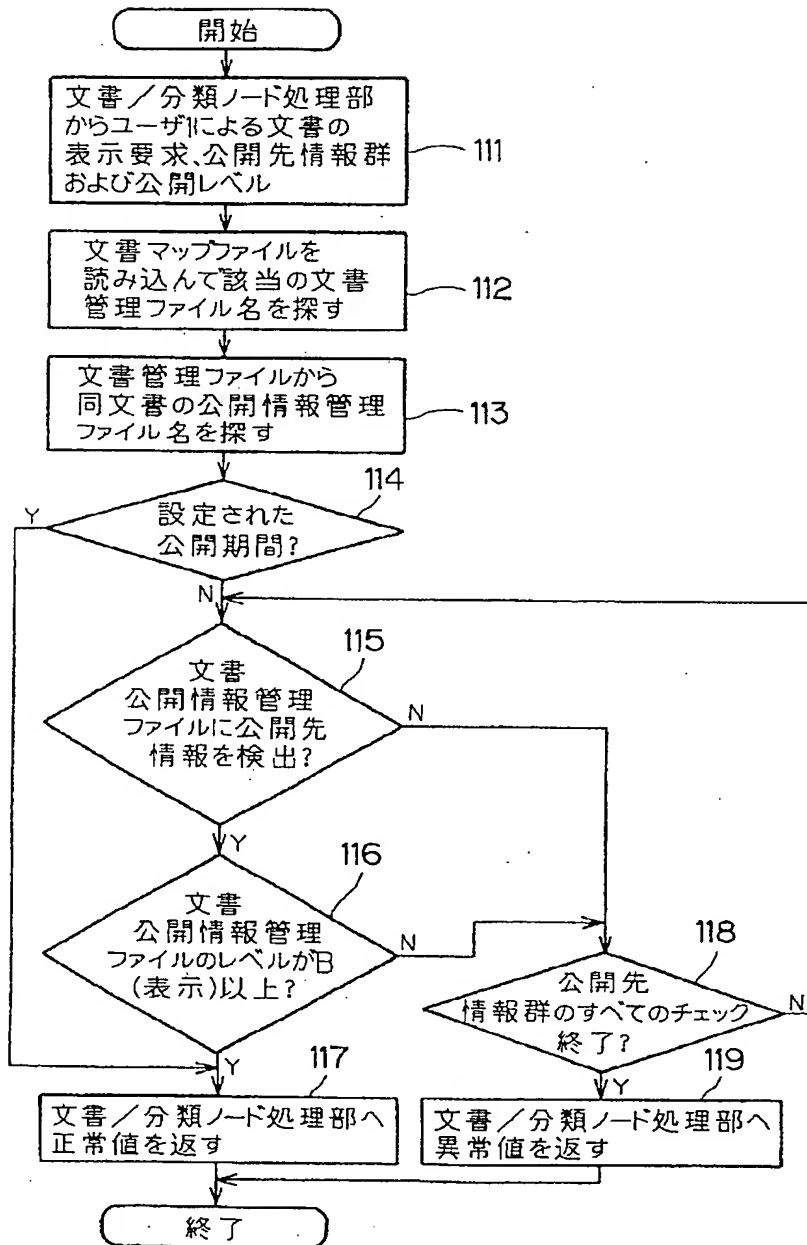 開始
文書／分類ノード処理部
からユーザ1による文書の
表示要求、公開先情報群
および公開レベル
111
文書マップファイルを
読み込んで該当の文書
管理ファイル名を探す
112
文書管理ファイルから
同文書の公開情報管理
ファイル名を探す
113
114
Y
設定された
公開期間?
N
115
文書
公開情報管理
ファイルに公開先
情報を検出?
N
Y
116
文書
公開情報管理
ファイルのレベルがB
(表示)以上?
N
118
公開先
情報群のすべてのチェック
終了?
N
Y
117
文書／分類ノード処理部へ
正常値を返す
Y
119
文書／分類ノード処理部へ
異常値を返す
終了